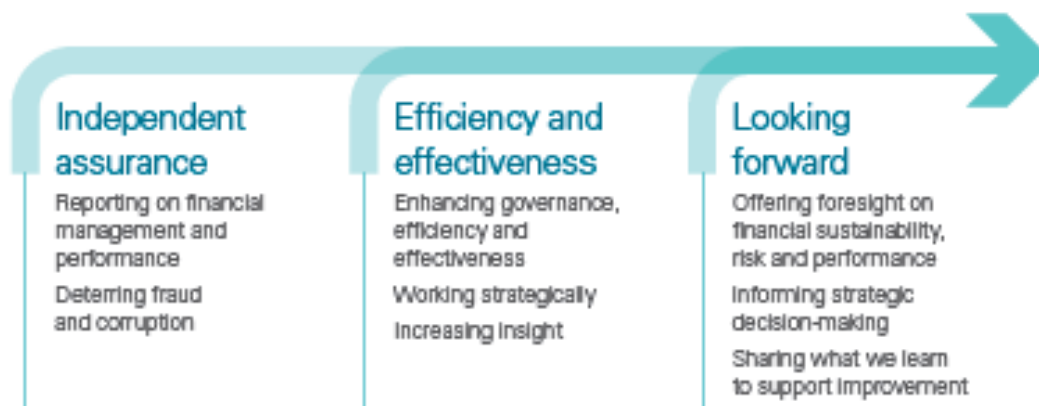 Independent
assurance
Reporting on financial
management and
performance
Deterring fraud
and corruption
Efficiency and
effectiveness
Enhancing governance,
efficiency and
effectiveness
Working strategically
Increasing insight
Looking
forward
Offering foresight on
financial sustainability,
risk and performance
Informing strategic
decision-making
Sharing what we learn
to support improvement